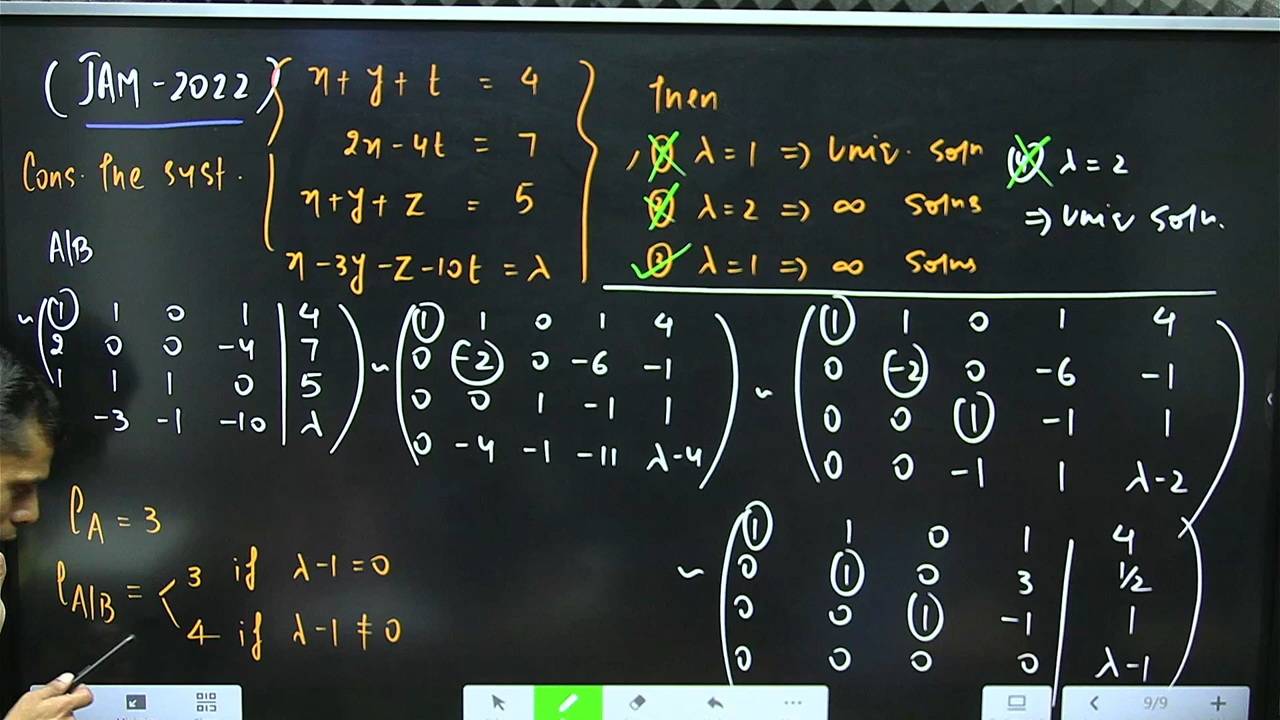 (JAM-2022)
Cons. the syst.
x + y + t = 4
2x - 4t = 7
x + y + z = 5
x - 3y - z - 10t = λ
Then
① λ = 1 => Uniq. Soln
② λ = 2 => ∞ Solns
③ λ = 1 => ∞ Solns
④ λ = 2
=> Uniq Soln.
A|B
~ ( 1 1 0 1 | 4 )
2 0 0 -4 | 7
1 1 1 0 | 5
-3 -1 -10 | λ
~ ( 1 1 0 1 4 )
0 -2 0 -6 -1
0 0 1 -1 1
0 -4 -1 -11 λ-4
~ ( 1 1 0 1 4 )
0 -2 0 -6 -1
0 0 1 -1 1
0 0 -1 1 λ-2
~ ( 1 1 0 1 | 4 )
0 1 0 3 | 1/2
0 0 1 -1 | 1
0 0 0 0 | λ-1
ρA = 3
ρA|B = < 3 if λ-1 = 0
4 if λ-1 ≠ 0
9/9